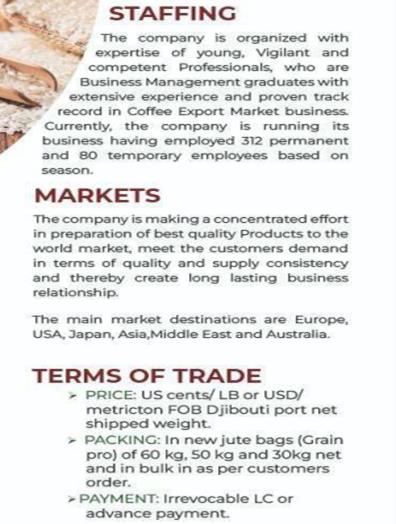 STAFFING
The company is organized with
expertise of young, Vigilant and
competent Professionals, who are
Business Management graduates with
extensive experience and proven track
record in Coffee Export Market business.
Currently, the company is running its
business having employed 312 permanent
and 80 temporary employees based on
season.
MARKETS
The company is making a concentrated effort
in preparation of best quality Products to the
world market, meet the customers demand
in terms of quality and supply consistency
and thereby create long lasting business
relationship.
The main market destinations are Europe,
USA, Japan, Asia,Middle East and Australia.
TERMS OF TRADE
➢ PRICE: US cents/ LB or USD/
metricton FOB Djibouti port net
shipped weight.
➢ PACKING: In new jute bags (Grain
pro) of 60 kg, 50 kg and 30kg net
and in bulk in as per customers
order.
➢PAYMENT: Irrevocable LC or
advance payment.